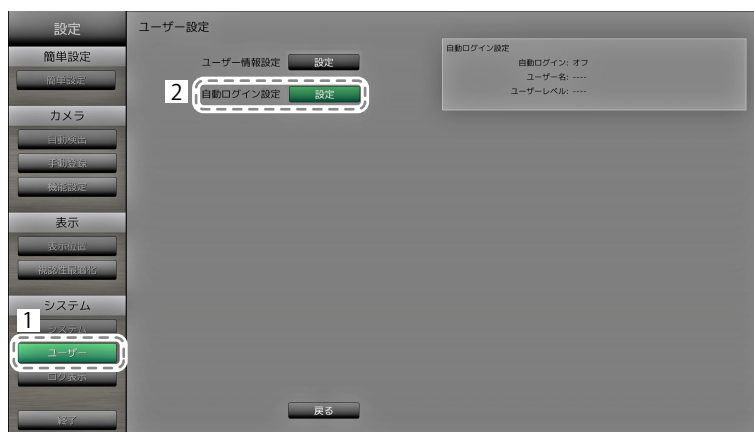 設定
簡単設定
簡単設定
カメラ
自動検出
手動登録
機能設定
表示
表示位置
視認性最適化
システム
1
システム
ユーザー
ログ表示
終了
ユーザー設定
ユーザー情報設定 設定
2 自動ログイン設定 設定
自動ログイン設定
自動ログイン: オフ
ユーザー名: ----
ユーザーレベル: ----
戻る